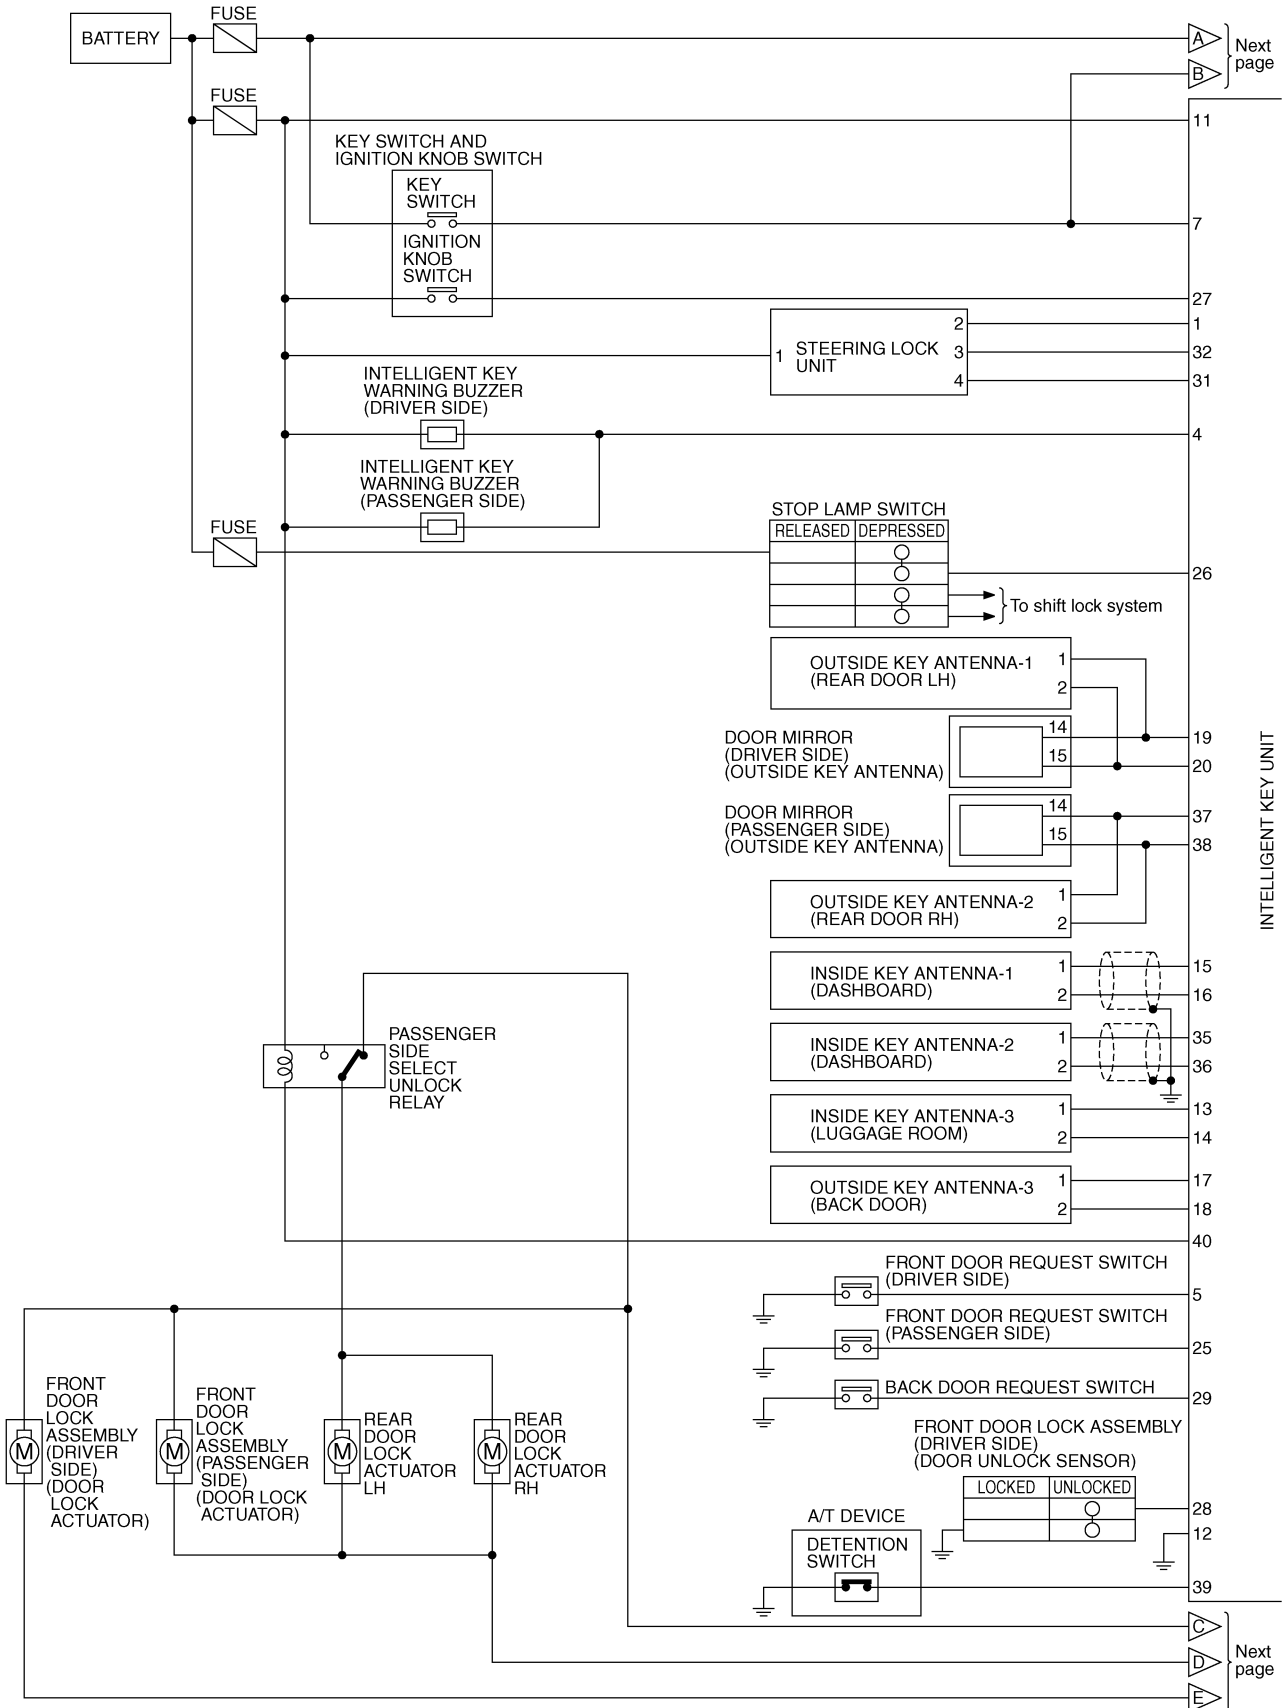 FUSE
BATTERY
A
Next
page
B
FUSE
11
KEY SWITCH AND
IGNITION KNOB SWITCH
KEY
SWITCH
7
IGNITION
KNOB
SWITCH
27
2
1
1
STEERING LOCK
UNIT
3
32
4
31
INTELLIGENT KEY
WARNING BUZZER
(DRIVER SIDE)
4
INTELLIGENT KEY
WARNING BUZZER
(PASSENGER SIDE)
STOP LAMP SWITCH
FUSE
RELEASED
DEPRESSED
26
To shift lock system
OUTSIDE KEY ANTENNA-1
(REAR DOOR LH)
1
2
DOOR MIRROR
(DRIVER SIDE)
(OUTSIDE KEY ANTENNA)
14
15
19
20
DOOR MIRROR
(PASSENGER SIDE)
(OUTSIDE KEY ANTENNA)
14
15
37
38
INTELLIGENT KEY UNIT
OUTSIDE KEY ANTENNA-2
(REAR DOOR RH)
1
2
INSIDE KEY ANTENNA-1
(DASHBOARD)
1
2
15
16
PASSENGER
SIDE
SELECT
UNLOCK
RELAY
INSIDE KEY ANTENNA-2
(DASHBOARD)
1
2
35
36
INSIDE KEY ANTENNA-3
(LUGGAGE ROOM)
1
2
13
14
OUTSIDE KEY ANTENNA-3
(BACK DOOR)
1
2
17
18
40
FRONT DOOR REQUEST SWITCH
(DRIVER SIDE)
5
FRONT DOOR REQUEST SWITCH
(PASSENGER SIDE)
25
BACK DOOR REQUEST SWITCH
29
FRONT
DOOR
LOCK
ASSEMBLY
(DRIVER
SIDE)
(DOOR
LOCK
ACTUATOR)
M
FRONT
DOOR
LOCK
ASSEMBLY
(PASSENGER
SIDE)
(DOOR LOCK
ACTUATOR)
M
REAR
DOOR
LOCK
ACTUATOR
LH
M
REAR
DOOR
LOCK
ACTUATOR
RH
M
FRONT DOOR LOCK ASSEMBLY
(DRIVER SIDE)
(DOOR UNLOCK SENSOR)
LOCKED
UNLOCKED
28
12
A/T DEVICE
DETENTION
SWITCH
39
C
D
Next
page
E